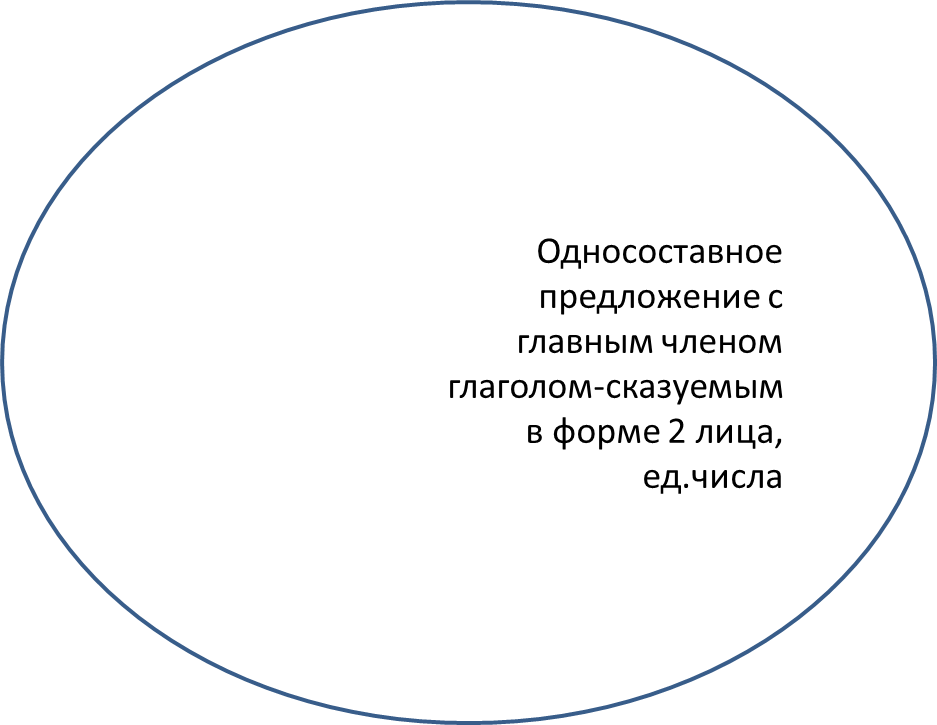 Односоставное
предложение с
главным членом
глаголом-сказуемым
в форме 2 лица,
ед.числа